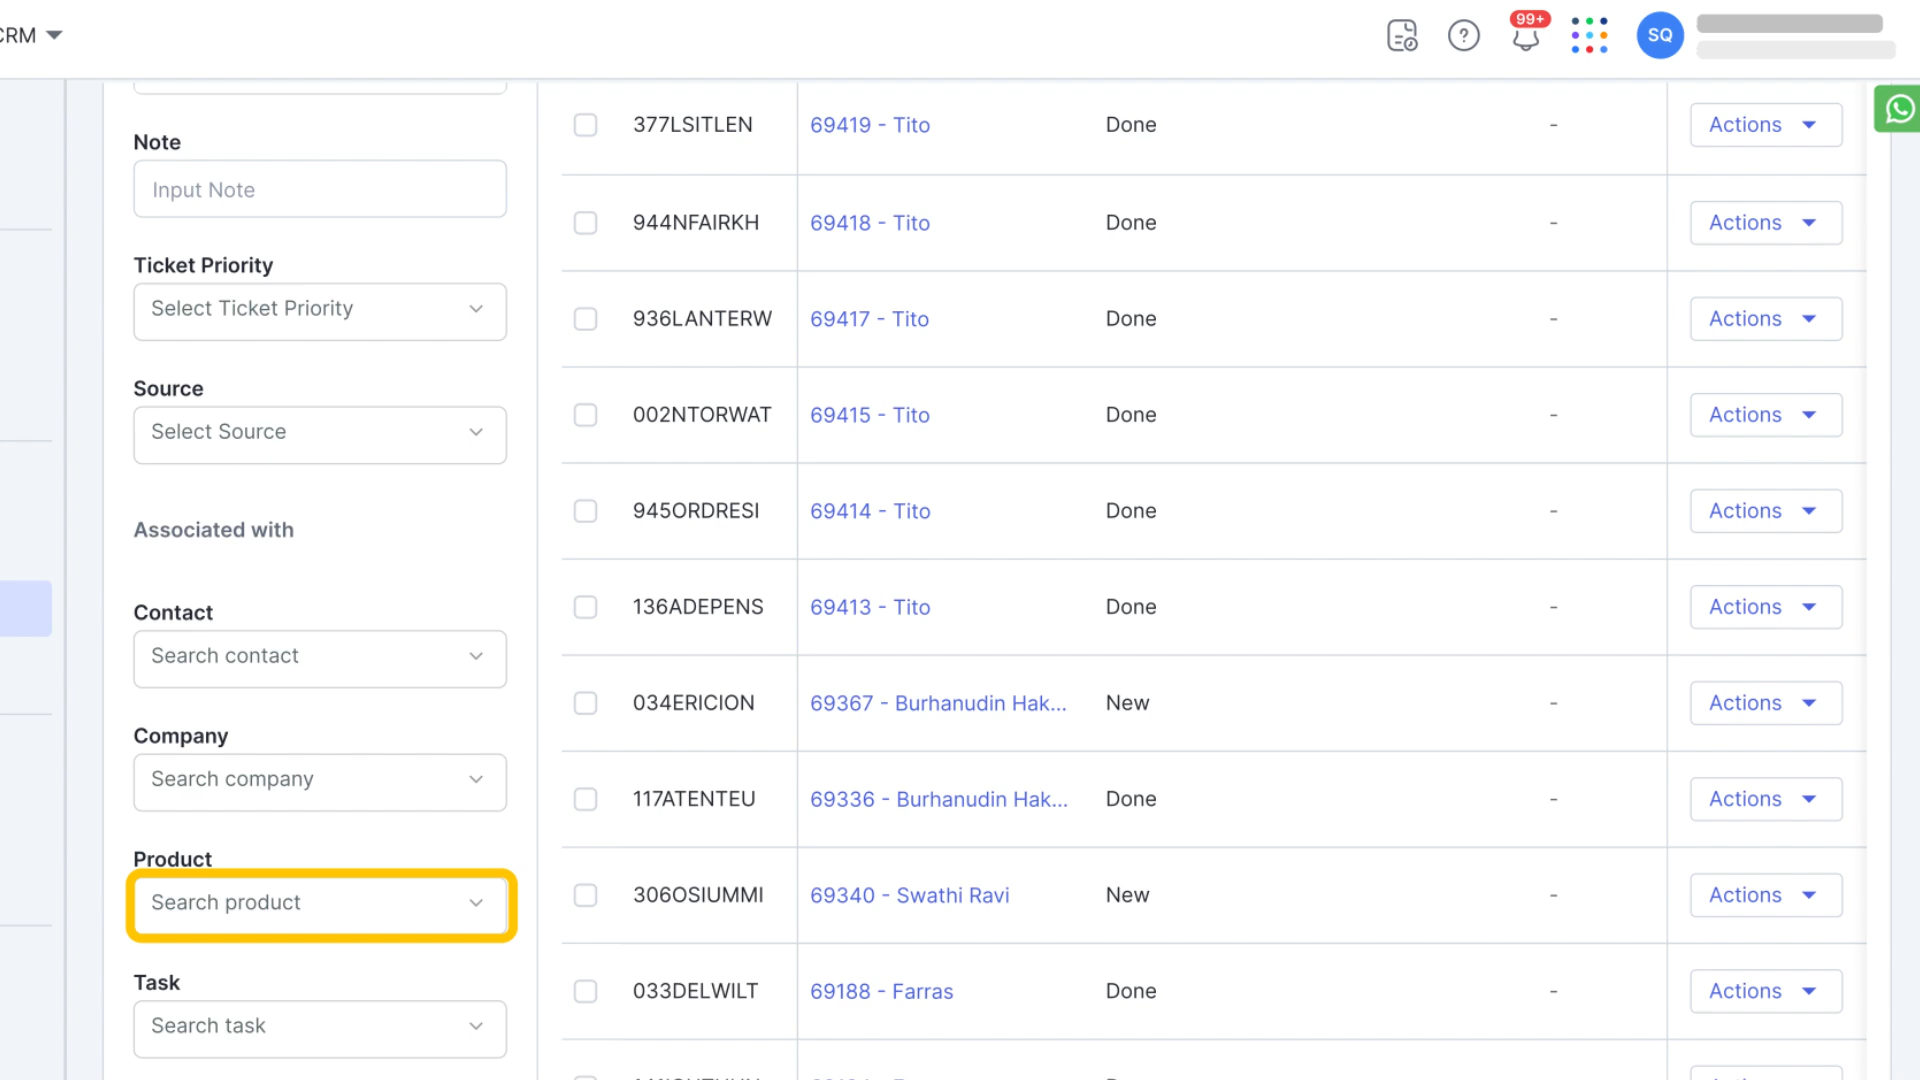 CRM
99+
SQ
Note
Input Note
Ticket Priority
Select Ticket Priority
Source
Select Source
Associated with
Contact
Search contact
Company
Search company
Product
Search product
Task
Search task
377LSITLEN 69419 - Tito Done - Actions
944NFAIRKH 69418 - Tito Done - Actions
936LANTERW 69417 - Tito Done - Actions
002NTORWAT 69415 - Tito Done - Actions
945ORDRESI 69414 - Tito Done - Actions
136ADEPENS 69413 - Tito Done - Actions
034ERICION 69367 - Burhanudin Hak... New - Actions
117ATENTEU 69336 - Burhanudin Hak... Done - Actions
306OSIUMMI 69340 - Swathi Ravi New - Actions
033DELWILT 69188 - Farras Done - Actions